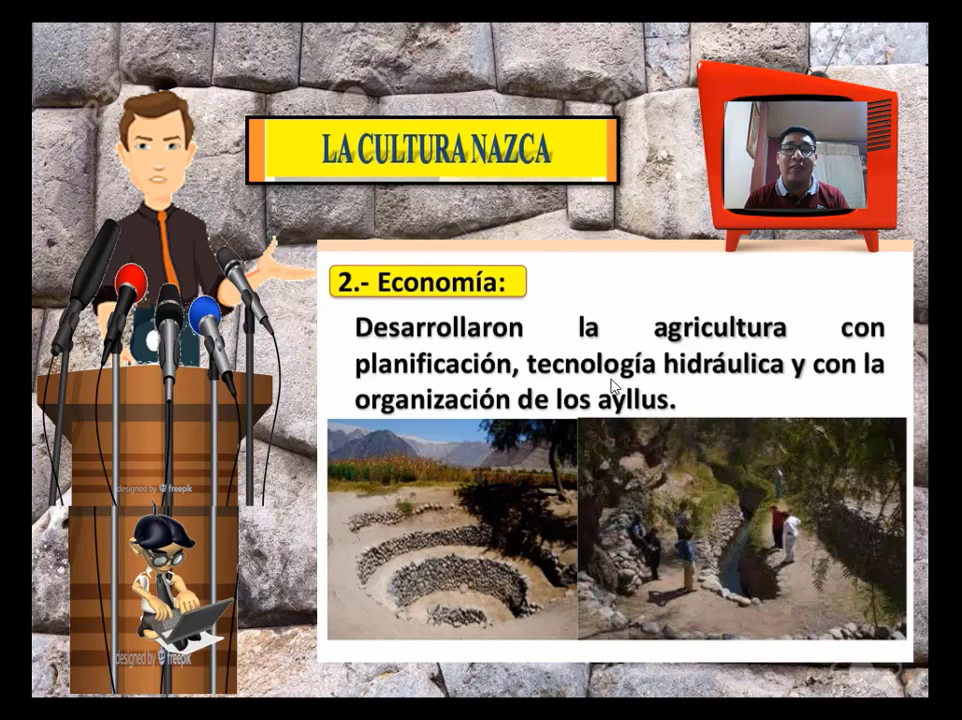 LA CULTURA NAZCA
2.- Economía:
Desarrollaron la agricultura con
planificación, tecnología hidráulica y con la
organización de los ayllus.
designed by freepik
designed by freepik